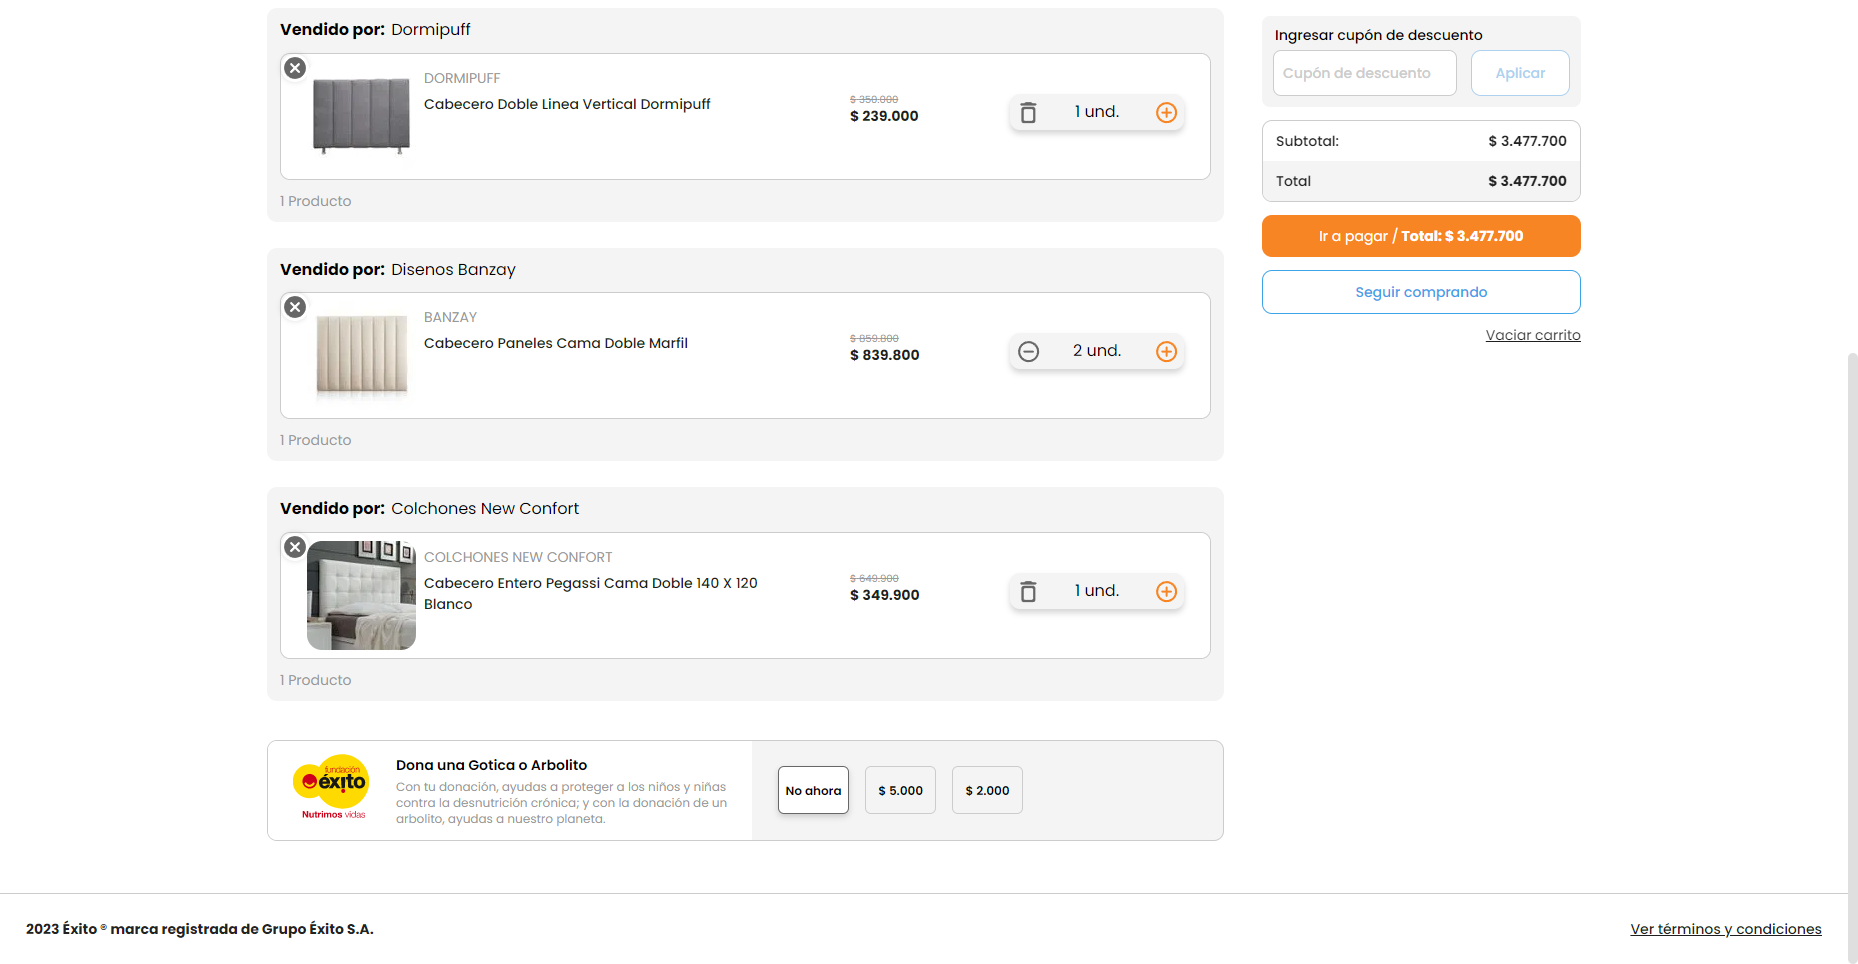 Vendido por: Dormipuff
DORMIPUFF
Cabecero Doble Linea Vertical Dormipuff
$ 350.000
$ 239.000
1 und.
1 Producto
Vendido por: Disenos Banzay
BANZAY
Cabecero Paneles Cama Doble Marfil
$ 859.800
$ 839.800
2 und.
1 Producto
Vendido por: Colchones New Confort
COLCHONES NEW CONFORT
Cabecero Entero Pegassi Cama Doble 140 X 120
Blanco
$ 649.900
$ 349.900
1 und.
1 Producto
fundación
éxito
Nutrimos vidas
Dona una Gotica o Arbolito
Con tu donación, ayudas a proteger a los niños y niñas
contra la desnutrición crónica; y con la donación de un
arbolito, ayudas a nuestro planeta.
No ahora
$ 5.000
$ 2.000
Ingresar cupón de descuento
Cupón de descuento
Aplicar
Subtotal: $ 3.477.700
Total $ 3.477.700
Ir a pagar / Total: $ 3.477.700
Seguir comprando
Vaciar carrito
2023 Éxito ® marca registrada de Grupo Éxito S.A.
Ver términos y condiciones